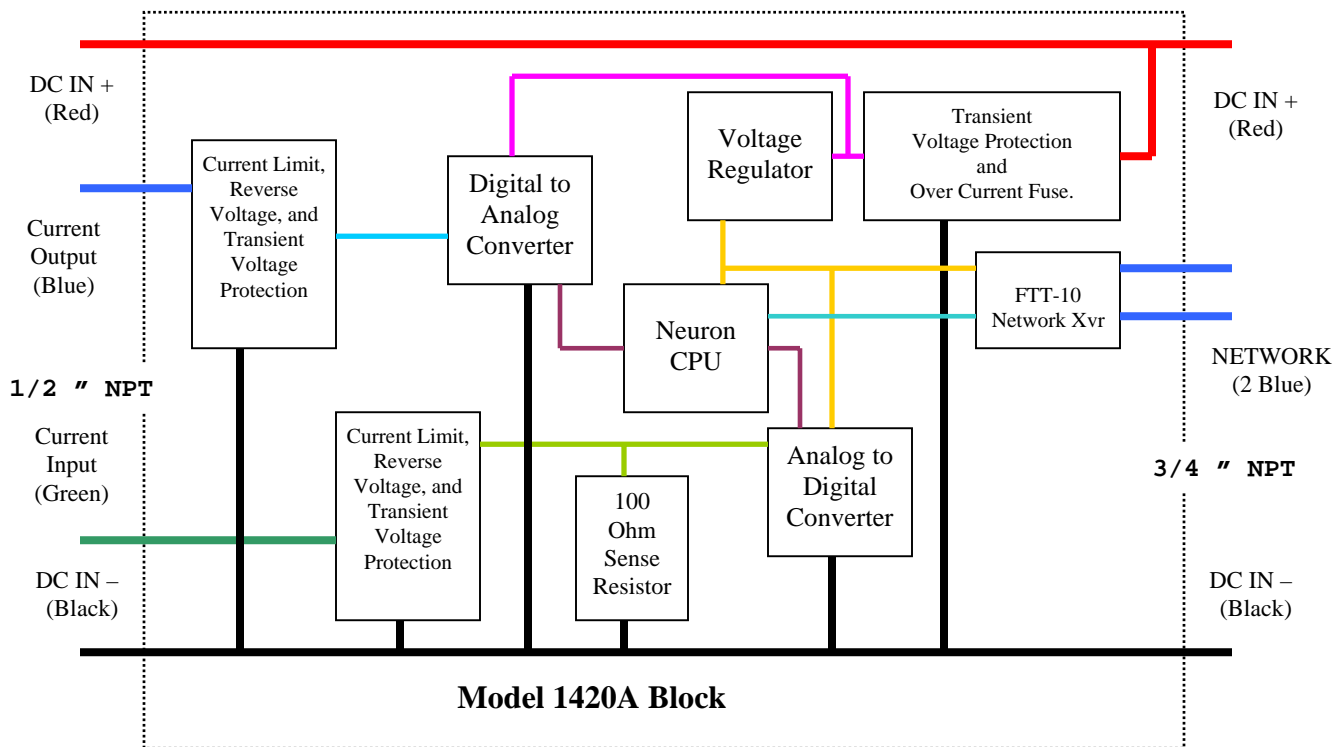 DC IN +
(Red)
Current
Output
(Blue)
1/2 ″ NPT
Current
Input
(Green)
DC IN –
(Black)
Current Limit,
Reverse
Voltage, and
Transient
Voltage
Protection
Digital to
Analog
Converter
Voltage
Regulator
Transient
Voltage Protection
and
Over Current Fuse.
Neuron
CPU
FTT-10
Network Xvr
Current Limit,
Reverse
Voltage, and
Transient
Voltage
Protection
100
Ohm
Sense
Resistor
Analog to
Digital
Converter
DC IN +
(Red)
NETWORK
(2 Blue)
3/4 ″ NPT
DC IN –
(Black)
Model 1420A Block